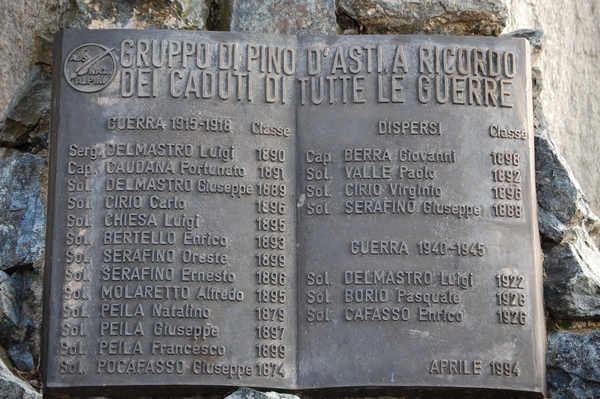 ASS. NAZ. ALPINI
GRUPPO DI PINO D'ASTI A RICORDO
DEI CADUTI DI TUTTE LE GUERRE
GUERRA 1915-1918 Classe
Serg. DELMASTRO Luigi 1890
Cap. CAUDANA Fortunato 1891
Sol. DELMASTRO Giuseppe 1889
Sol. CIRIO Carlo 1896
Sol. CHIESA Luigi 1895
Sol. BERTELLO Enrico 1893
Sol. SERAFINO Oreste 1899
Sol. SERAFINO Ernesto 1896
Sol. MOLARETTO Alfredo 1895
Sol. PEILA Natalino 1879
Sol. PEILA Giuseppe 1897
Sol. PEILA Francesco 1899
Sol. POCAFASSO Giuseppe 1874
DISPERSI Classe
Cap. BERRA Giovanni 1898
Sol. VALLE Paolo 1892
Sol. CIRIO Virginio 1898
Sol. SERAFINO Giuseppe 1888
GUERRA 1940-1945
Sol. DELMASTRO Luigi 1922
Sol. BORIO Pasquale 1926
Sol. CAFASSO Enrico 1926
APRILE 1994